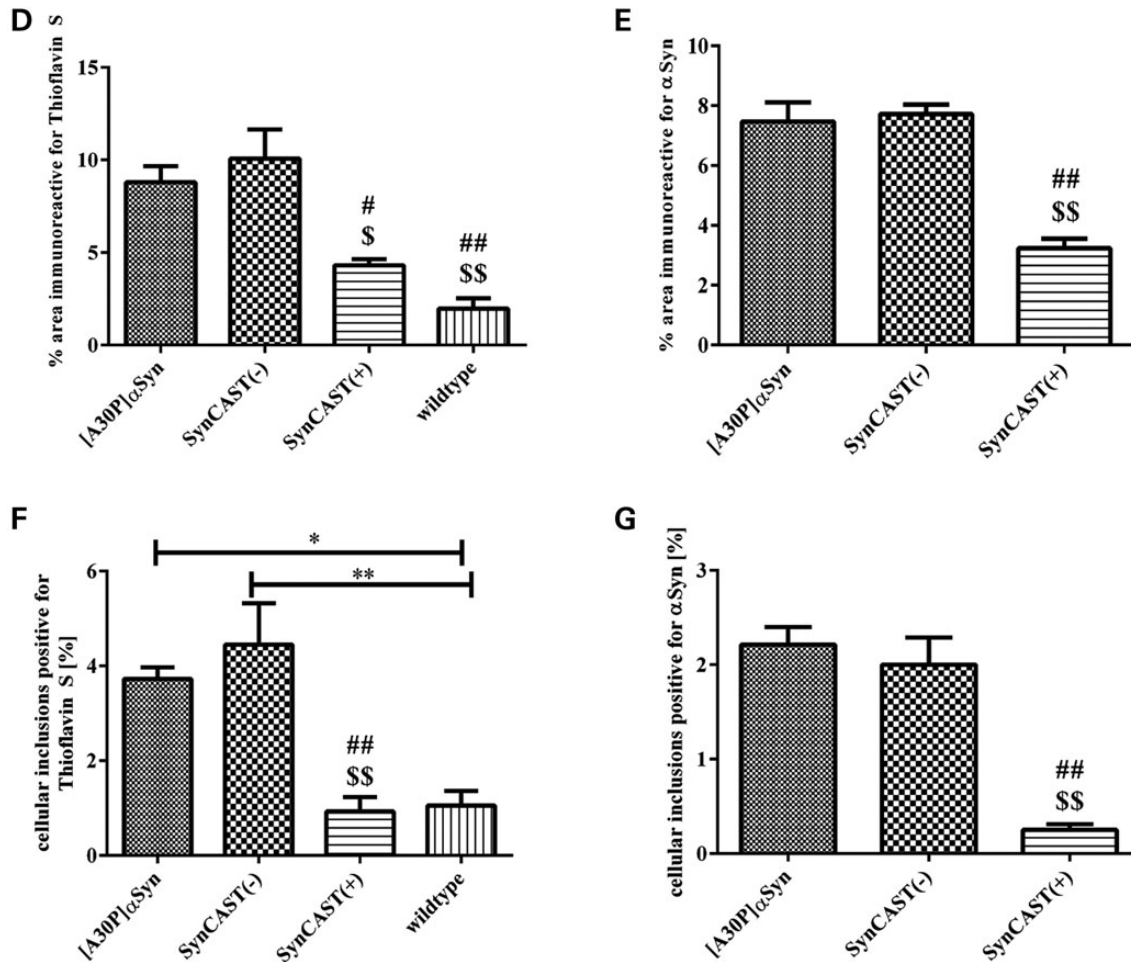 D
% area immunoreactive for Thioflavin S
15
10
5
0
#
$
##
$$
[A30P]αSyn
SynCAST(-)
SynCAST(+)
wildtype
E
% area immunoreactive for αSyn
10
8
6
4
2
0
##
$$
[A30P]αSyn
SynCAST(-)
SynCAST(+)
F
cellular inclusions positive for
Thioflavin S [%]
6
4
2
0
*
**
##
$$
[A30P]αSyn
SynCAST(-)
SynCAST(+)
wildtype
G
cellular inclusions positive for αSyn [%]
3
2
1
0
##
$$
[A30P]αSyn
SynCAST(-)
SynCAST(+)